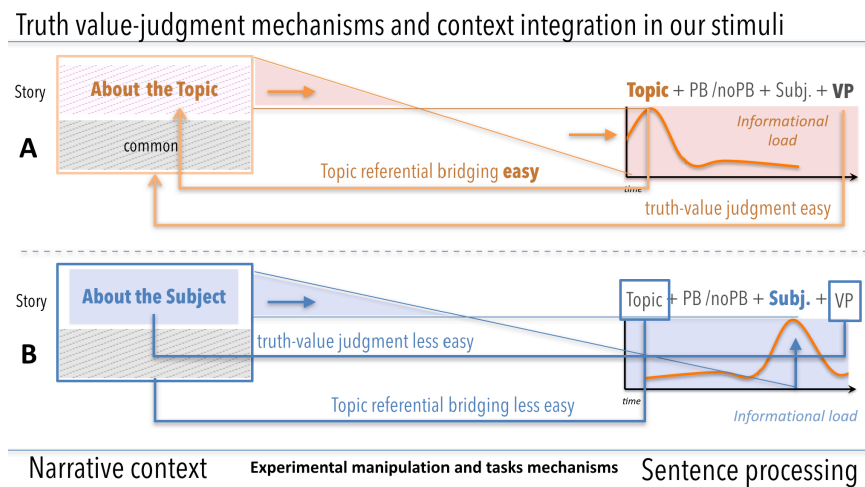 Truth value-judgment mechanisms and context integration in our stimuli
Story
About the Topic
Topic + PB /noPB + Subj. + VP
Informational
load
A
common
Topic referential bridging easy
time
truth-value judgment easy
Story
About the Subject
Topic + PB /noPB + Subj. + VP
B
truth-value judgment less easy
Topic referential bridging less easy
time
Informational load
Narrative context
Experimental manipulation and tasks mechanisms
Sentence processing